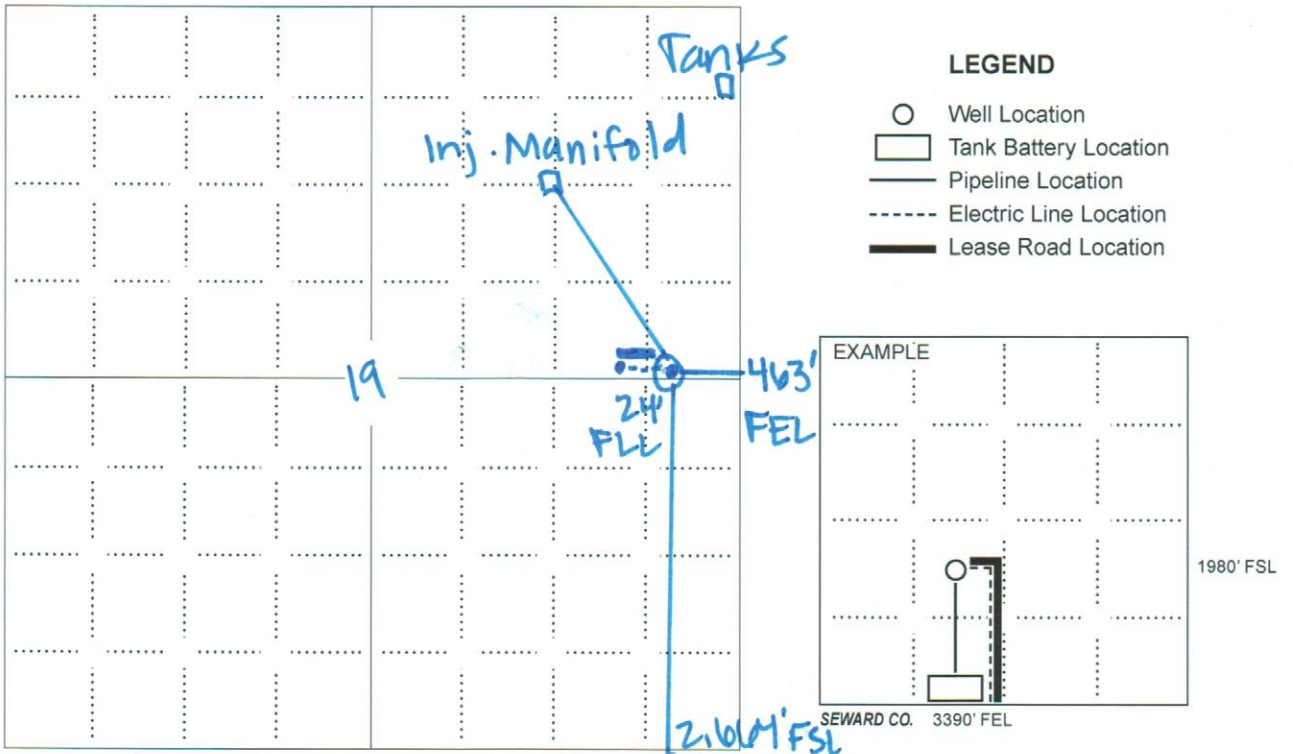 Tanks
Inj. Manifold
19
24'
FLL
463'
FEL
2,664' FSL
LEGEND
Well Location
Tank Battery Location
Pipeline Location
Electric Line Location
Lease Road Location
EXAMPLE
1980' FSL
SEWARD CO. 3390' FEL